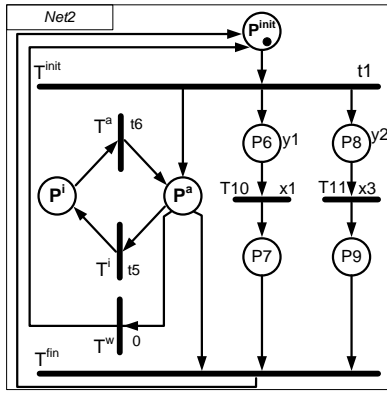 Net2
P^init
T^init t1
T^a t6
P6 y1 P8 y2
P^i P^a
T10 x1 T11 x3
T^i t5
P7 P9
T^w 0
T^fin